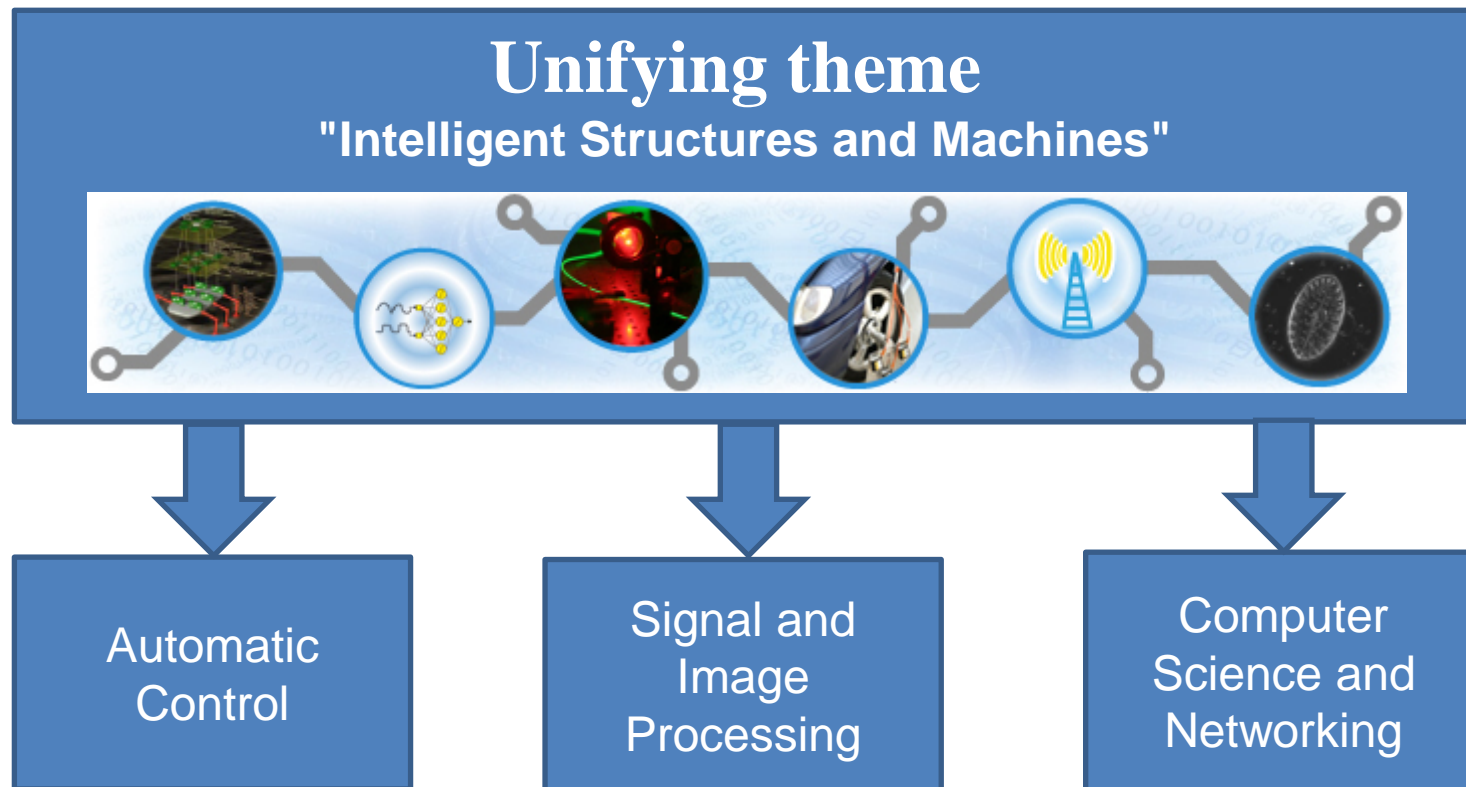 Unifying theme
"Intelligent Structures and Machines"
Automatic
Control
Signal and
Image
Processing
Computer
Science and
Networking